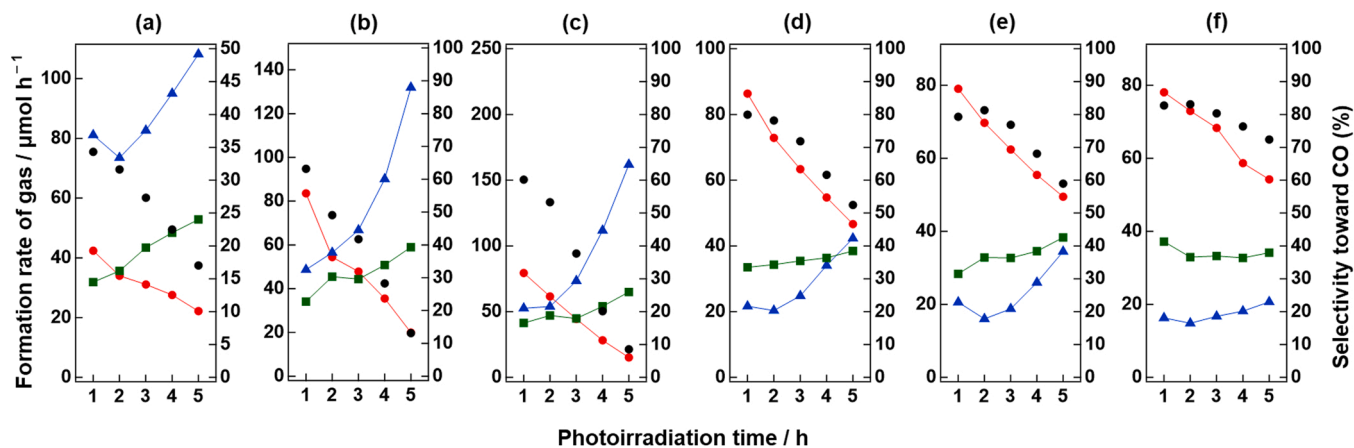 (a) (b) (c) (d) (e) (f)
Formation rate of gas / μmol h⁻¹
100 80 60 40 20 0
50 45 40 35 30 25 20 15 10 5 0
140 120 100 80 60 40 20 0
100 90 80 70 60 50 40 30 20 10 0
250 200 150 100 50 0
100 90 80 70 60 50 40 30 20 10 0
100 80 60 40 20 0
100 90 80 70 60 50 40 30 20 10 0
80 60 40 20 0
100 90 80 70 60 50 40 30 20 10 0
80 60 40 20 0
100 90 80 70 60 50 40 30 20 10 0
Selectivity toward CO (%)
1 2 3 4 5 1 2 3 4 5 1 2 3 4 5 1 2 3 4 5 1 2 3 4 5 1 2 3 4 5
Photoirradiation time / h